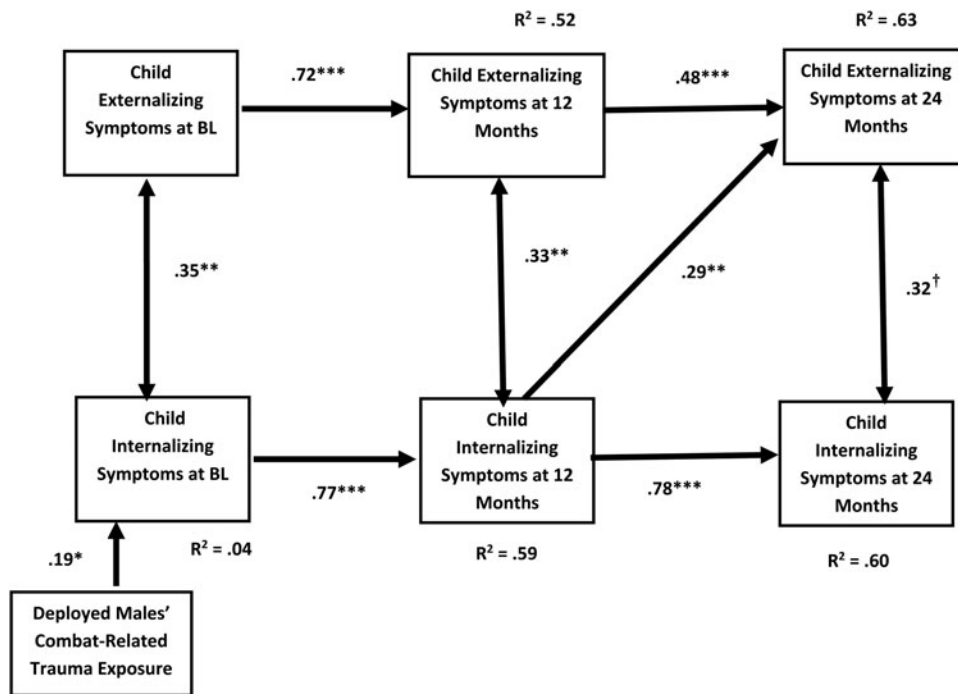 R² = .52
R² = .63
Child
Externalizing
Symptoms at BL
.72***
Child Externalizing
Symptoms at 12
Months
.48***
Child Externalizing
Symptoms at 24
Months
.35**
.33**
.29**
.32†
Child
Internalizing
Symptoms at BL
.77***
Child
Internalizing
Symptoms at 12
Months
.78***
Child
Internalizing
Symptoms at 24
Months
.19*
R² = .04
R² = .59
R² = .60
Deployed Males’
Combat-Related
Trauma Exposure